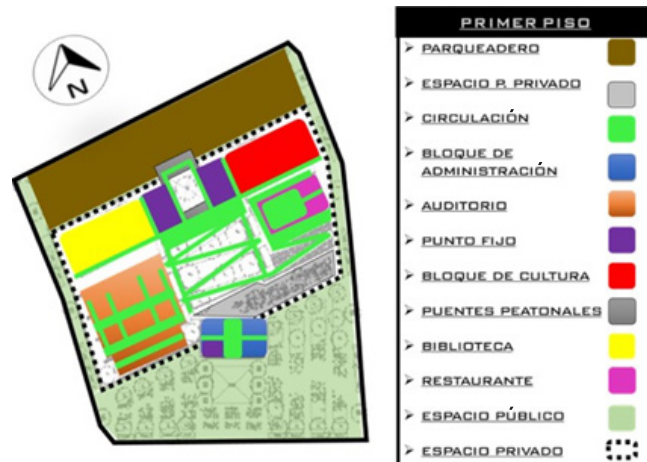 N
PRIMER PISO
PARQUEADERO
ESPACIO P. PRIVADO
CIRCULACIÓN
BLOQUE DE
ADMINISTRACIÓN
AUDITORIO
PUNTO FIJO
BLOQUE DE CULTURA
PUENTES PEATONALES
BIBLIOTECA
RESTAURANTE
ESPACIO PÚBLICO
ESPACIO PRIVADO